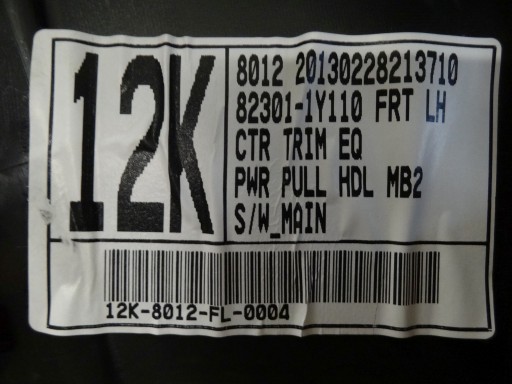 12K
8012 20130228213710
82301-1Y110 FRT LH
CTR TRIM EQ
PWR PULL HDL MB2
S/W_MAIN
12K-8012-FL-0004